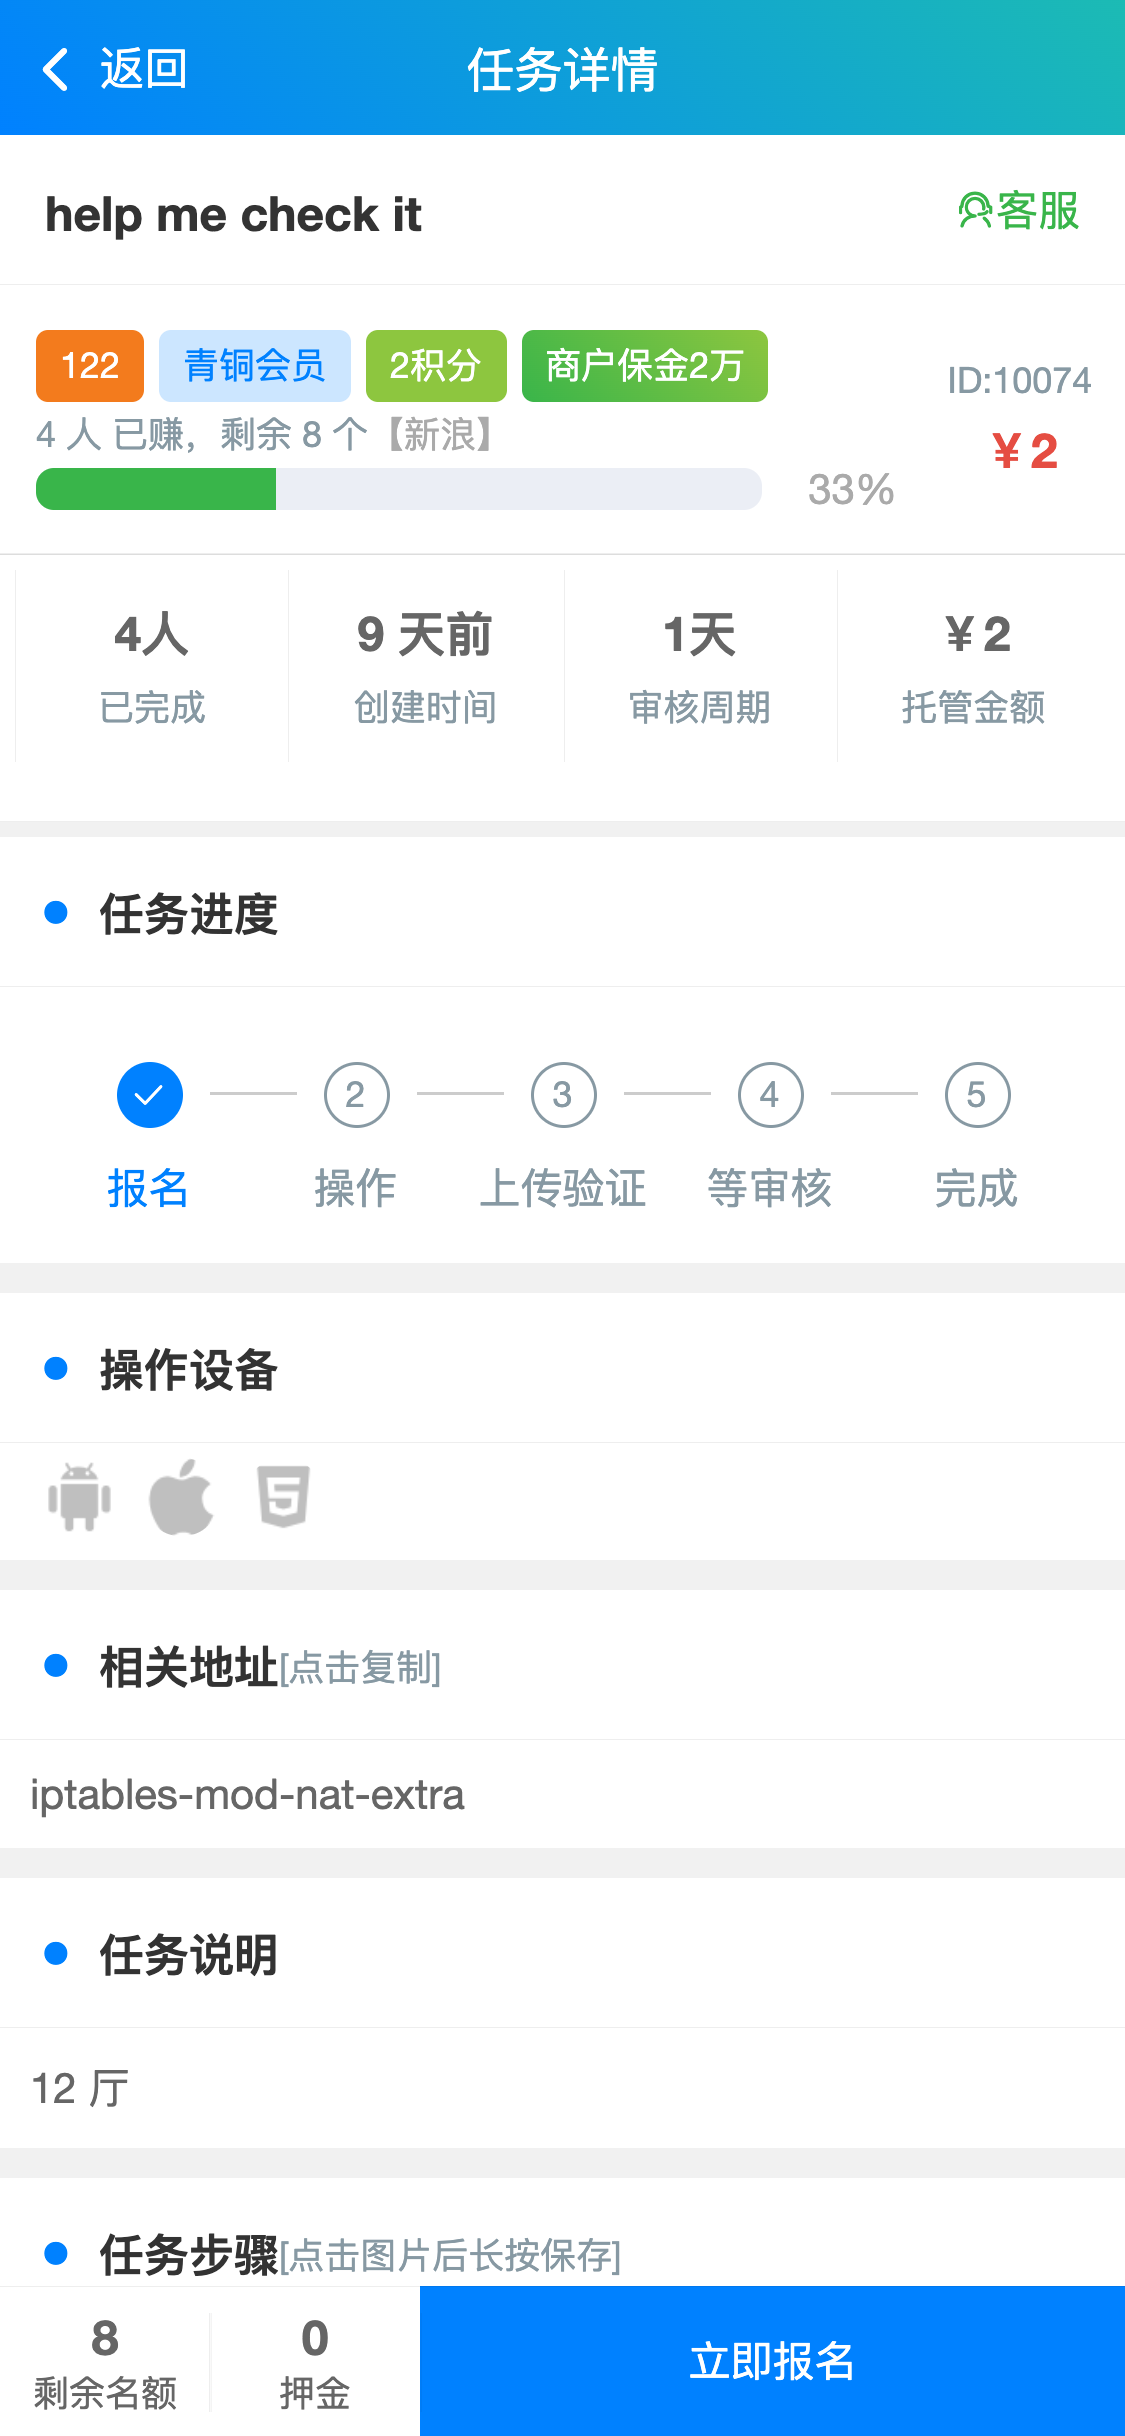 返回
任务详情
help me check it
客服
122
青铜会员
2积分
商户保金2万
ID:10074
4 人 已赚，剩余 8 个【新浪】
¥ 2
33%
4人
9 天前
1天
¥ 2
已完成
创建时间
审核周期
托管金额
任务进度
2
3
4
5
报名
操作
上传验证
等审核
完成
操作设备
相关地址[点击复制]
iptables-mod-nat-extra
任务说明
12 厅
任务步骤[点击图片后长按保存]
8
0
剩余名额
押金
立即报名